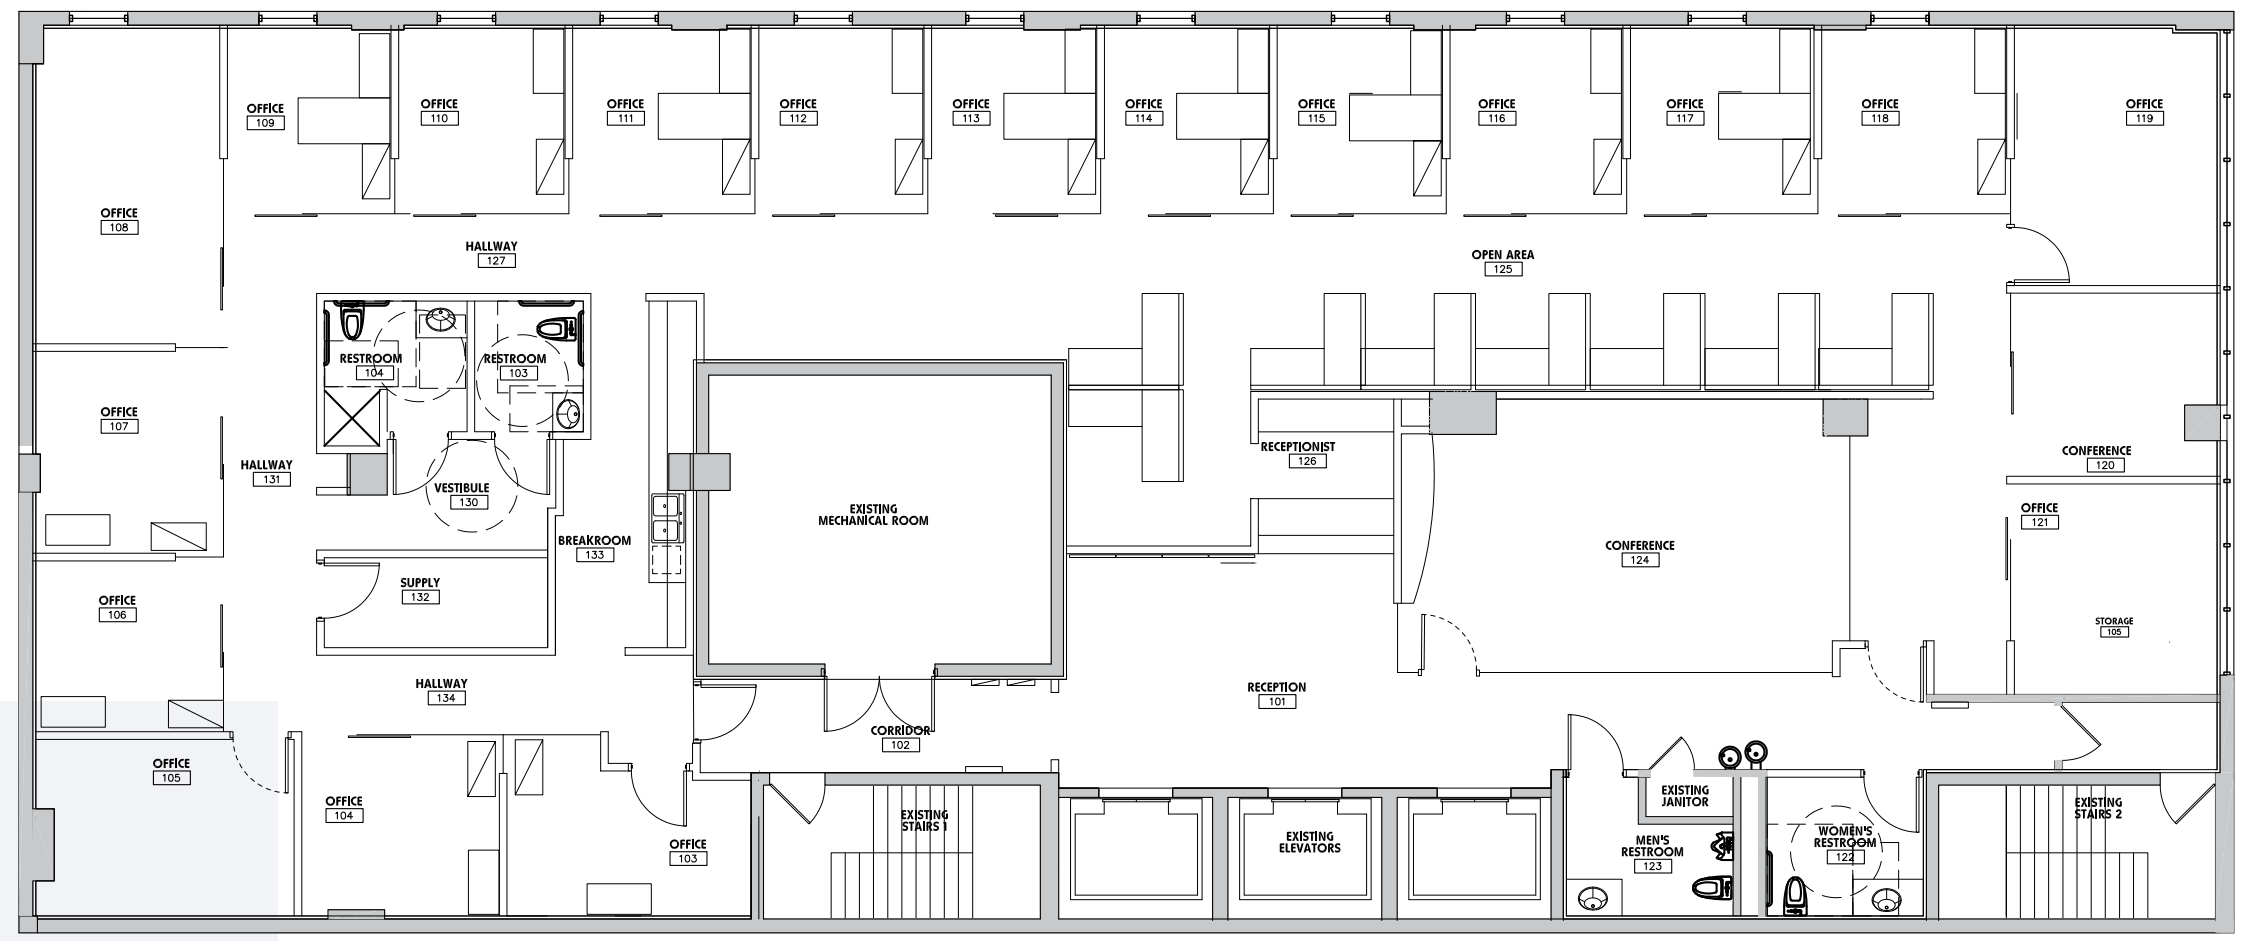 OFFICE
109
OFFICE
110
OFFICE
111
OFFICE
112
OFFICE
113
OFFICE
114
OFFICE
115
OFFICE
116
OFFICE
117
OFFICE
118
OFFICE
119
OFFICE
108
HALLWAY
127
OPEN AREA
125
RESTROOM
104
RESTROOM
103
OFFICE
107
HALLWAY
131
VESTIBULE
130
RECEPTIONIST
126
CONFERENCE
120
EXISTING
MECHANICAL ROOM
OFFICE
121
BREAKROOM
133
CONFERENCE
124
SUPPLY
132
OFFICE
106
STORAGE
105
HALLWAY
134
RECEPTION
101
CORRIDOR
102
OFFICE
105
OFFICE
104
EXISTING
STAIRS 1
EXISTING
JANITOR
EXISTING
STAIRS 2
EXISTING
ELEVATORS
OFFICE
103
MEN'S
RESTROOM
123
WOMEN'S
RESTROOM
122